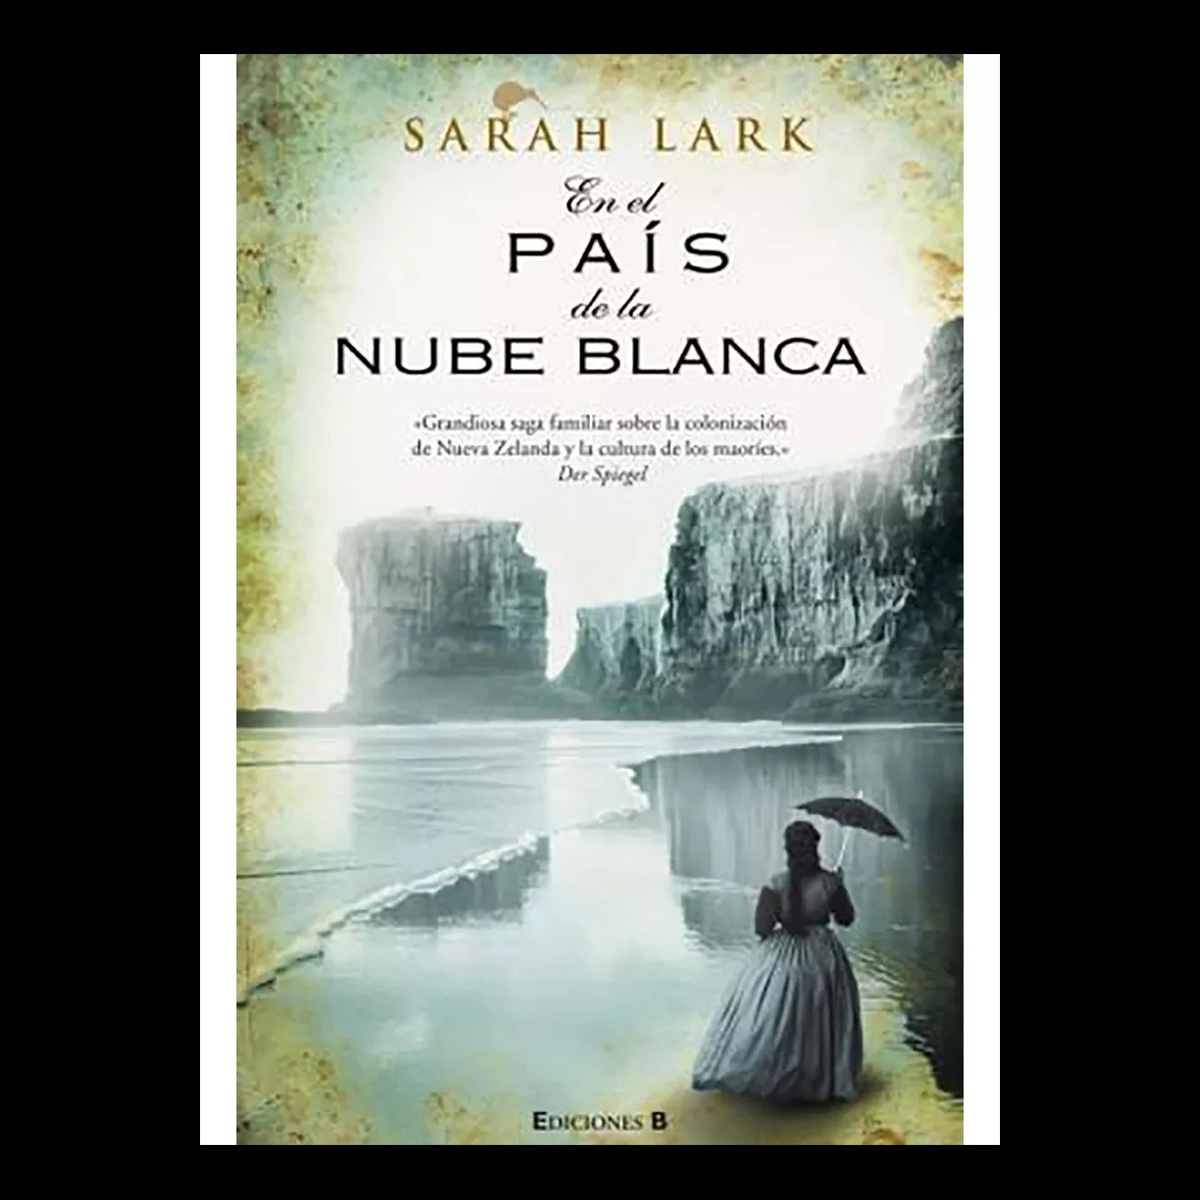 SARAH LARK
En el
PAÍS
de la
NUBE BLANCA
«Grandiosa saga familiar sobre la colonización
de Nueva Zelanda y la cultura de los maoríes.»
Der Spiegel
EDICIONES B